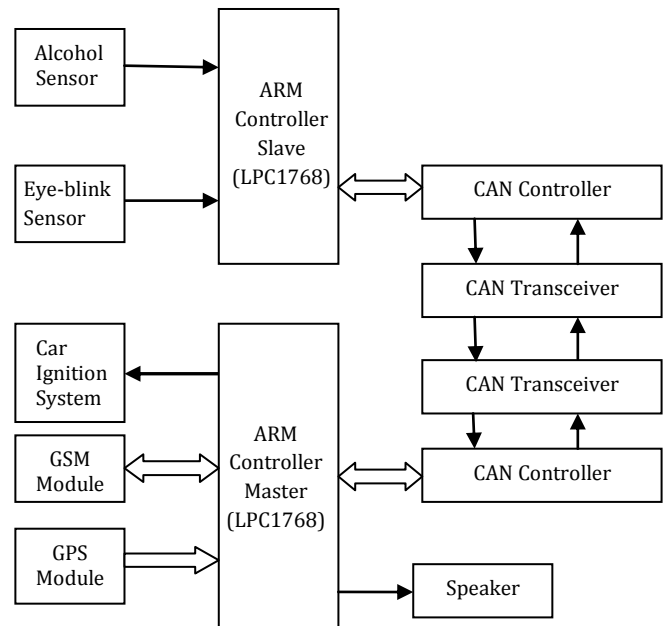 Alcohol
Sensor
ARM
Controller
Slave
(LPC1768)
Eye-blink
Sensor
CAN Controller
CAN Transceiver
CAN Transceiver
CAN Controller
Car
Ignition
System
GSM
Module
GPS
Module
ARM
Controller
Master
(LPC1768)
Speaker